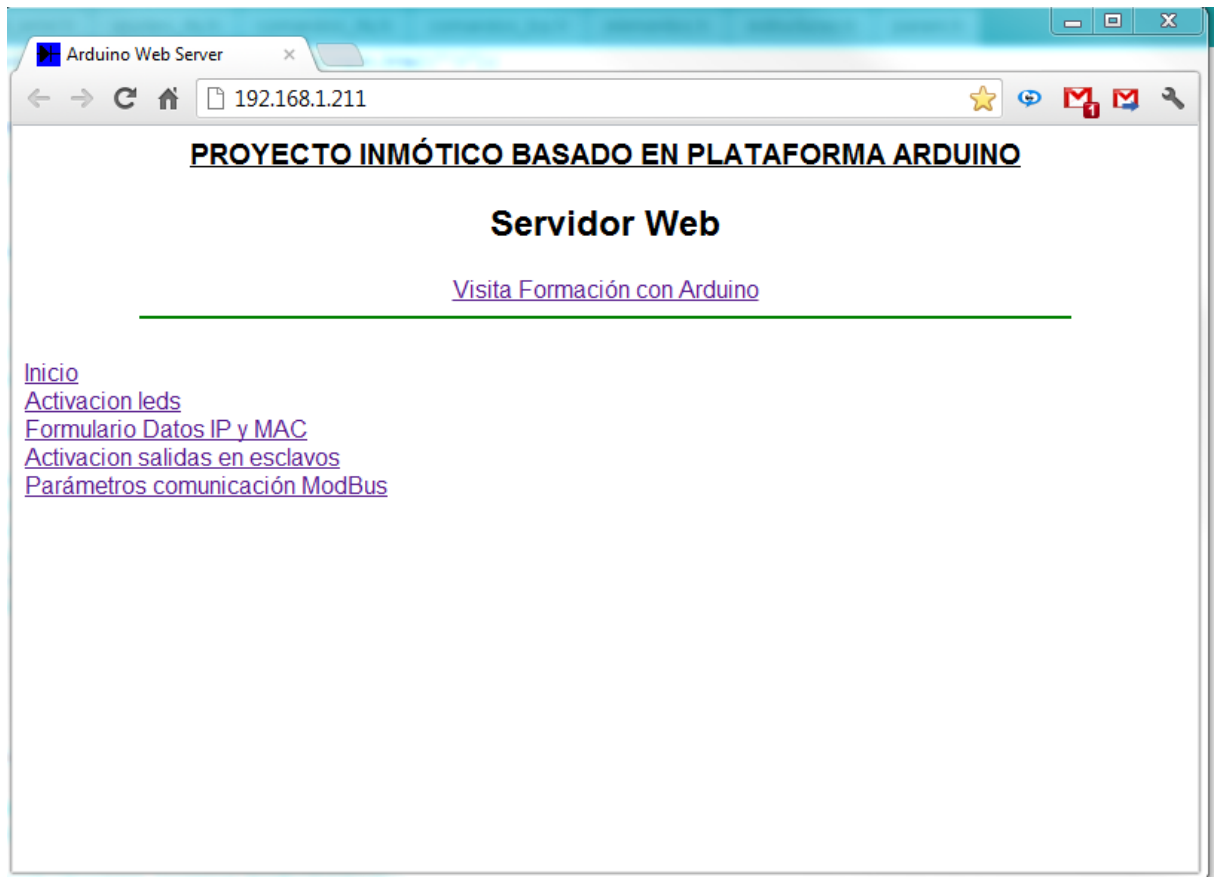 Arduino Web Server
192.168.1.211
1
PROYECTO INMÓTICO BASADO EN PLATAFORMA ARDUINO
Servidor Web
Visita Formación con Arduino
Inicio
Activacion leds
Formulario Datos IP y MAC
Activacion salidas en esclavos
Parámetros comunicación ModBus